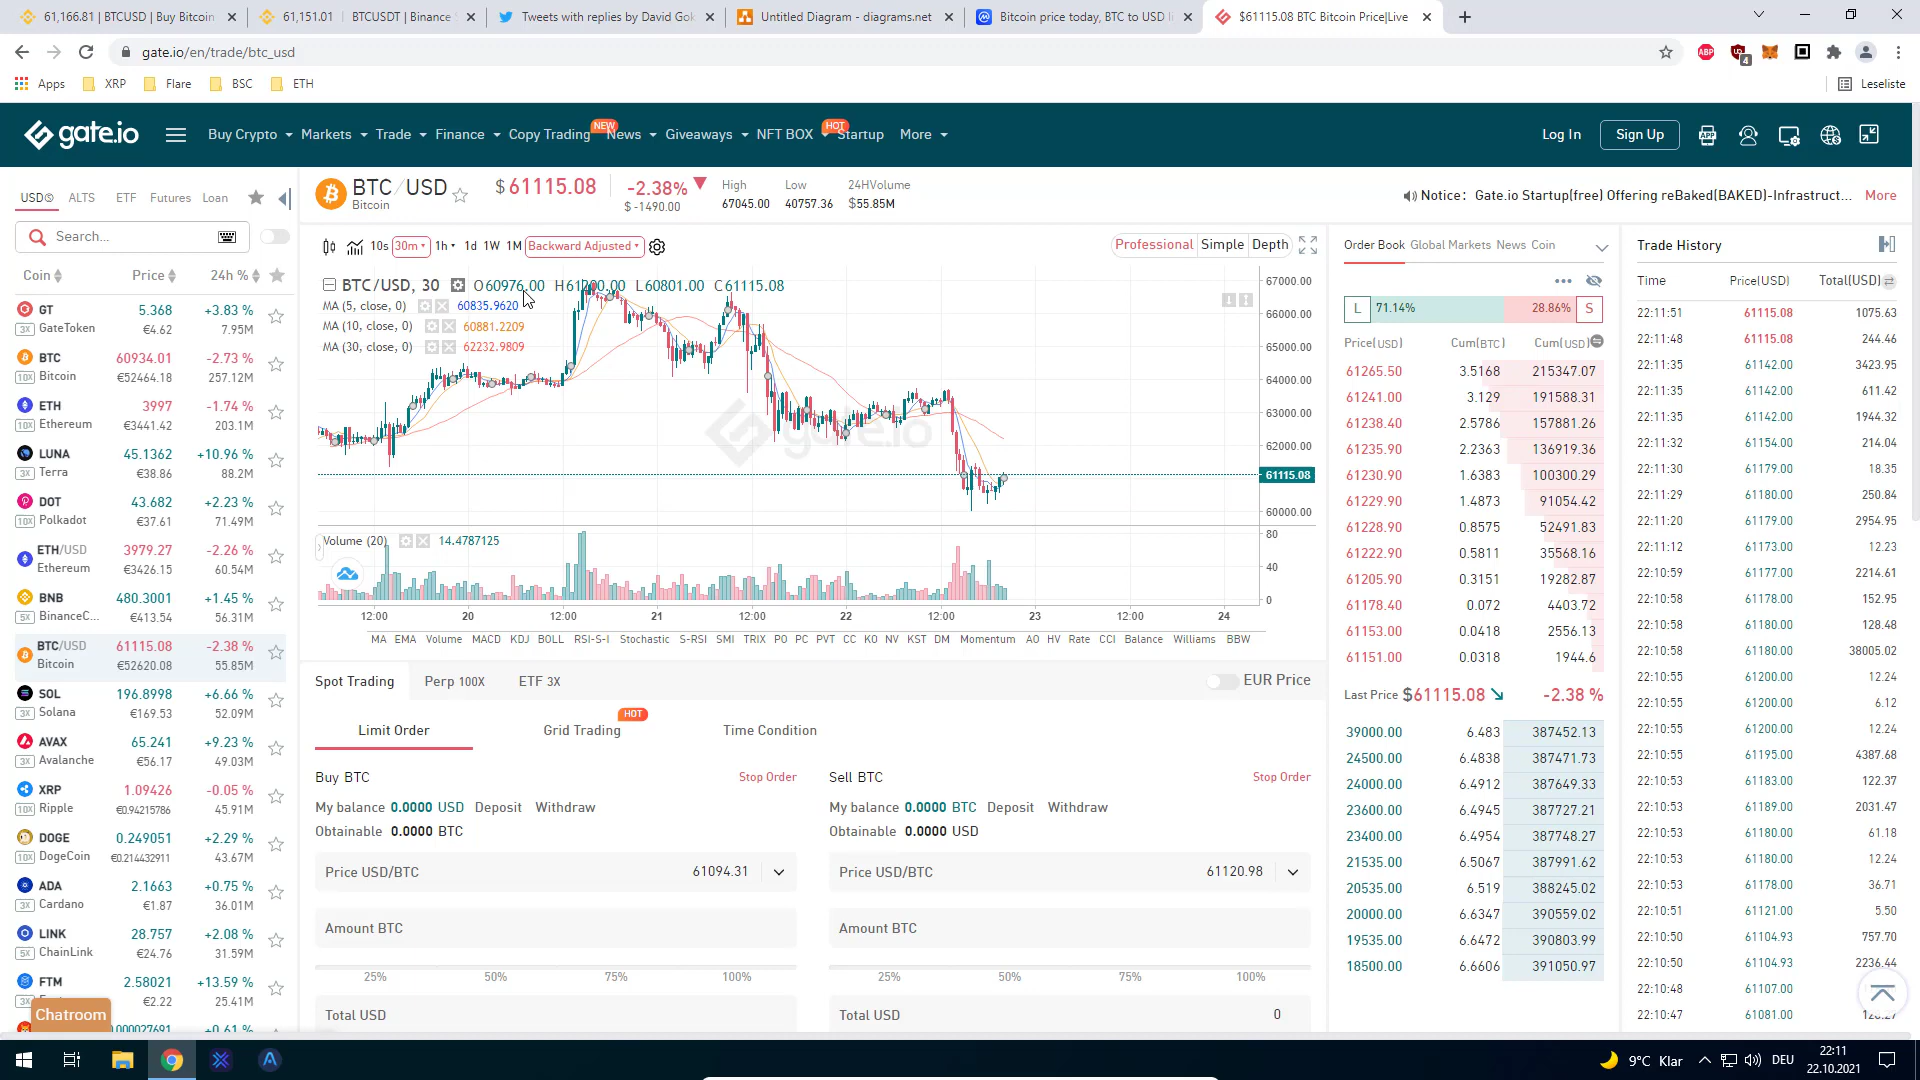 61,166.81 | BTCUSD | Buy Bitcoin
61,151.01 | BTCUSDT | Binance S
Tweets with replies by David Gok
Untitled Diagram - diagrams.net
Bitcoin price today, BTC to USD li
$61115.08 BTC Bitcoin Price|Live
gate.io/en/trade/btc_usd
ABP
4
Apps XRP Flare BSC ETH
Leseliste
gate.io
Buy Crypto Markets Trade Finance Copy Trading NEW News Giveaways NFT BOX HOT Startup More
Log In Sign Up
USDⓈ ALTS ETF Futures Loan
Search...
Coin Price 24h %
GT 5.368 +3.83 %
3X GateToken €4.62 7.95M
BTC 60934.01 -2.73 %
10X Bitcoin €52464.18 257.12M
ETH 3997 -1.74 %
10X Ethereum €3441.42 203.1M
LUNA 45.1362 +10.96 %
3X Terra €38.86 88.2M
DOT 43.682 +2.23 %
10X Polkadot €37.61 71.49M
ETH/USD 3979.27 -2.26 %
Ethereum €3426.15 60.54M
BNB 480.3001 +1.45 %
5X BinanceC... €413.54 56.31M
BTC/USD 61115.08 -2.38 %
Bitcoin €52620.08 55.85M
SOL 196.8998 +6.66 %
3X Solana €169.53 52.09M
AVAX 65.241 +9.23 %
3X Avalanche €56.17 49.03M
XRP 1.09426 -0.05 %
10X Ripple €0.94215786 45.91M
DOGE 0.249051 +2.29 %
10X DogeCoin €0.214432911 43.67M
ADA 2.1663 +0.75 %
3X Cardano €1.87 36.01M
LINK 28.757 +2.08 %
5X ChainLink €24.76 31.59M
FTM 2.58021 +13.59 %
€2.22 25.41M
Chatroom
+0.61 %
BTC/USD
Bitcoin
$ 61115.08
-2.38%
$ -1490.00
High Low 24HVolume
67045.00 40757.36 $55.85M
Notice: Gate.io Startup(free) Offering reBaked(BAKED)-Infrastruct... More
10s 30m 1h 1d 1W 1M Backward Adjusted
Professional Simple Depth
BTC/USD, 30 O60976.00 H61200.00 L60801.00 C61115.08
MA (5, close, 0) 60835.9620
MA (10, close, 0) 60881.2209
MA (30, close, 0) 62232.9809
67000.00
66000.00
65000.00
64000.00
63000.00
62000.00
61115.08
60000.00
gate.io
Volume (20) 14.4787125
80
40
0
12:00 20 12:00 21 12:00 22 12:00 23 12:00 24
MA EMA Volume MACD KDJ BOLL RSI-S-I Stochastic S-RSI SMI TRIX PO PC PVT CC KO NV KST DM Momentum AO HV Rate CCI Balance Williams BBW
Spot Trading Perp 100X ETF 3X
EUR Price
Limit Order Grid Trading HOT Time Condition
Buy BTC Stop Order
My balance 0.0000 USD Deposit Withdraw
Obtainable 0.0000 BTC
Price USD/BTC 61094.31
Amount BTC
25% 50% 75% 100%
Total USD
Sell BTC Stop Order
My balance 0.0000 BTC Deposit Withdraw
Obtainable 0.0000 USD
Price USD/BTC 61120.98
Amount BTC
25% 50% 75% 100%
Total USD 0
Order Book Global Markets News Coin
L 71.14% 28.86% S
Price(USD) Cum(BTC) Cum(USD)
61265.50 3.5168 215347.07
61241.00 3.129 191588.31
61238.40 2.5786 157881.26
61235.90 2.2363 136919.36
61230.90 1.6383 100300.29
61229.90 1.4873 91054.42
61228.90 0.8575 52491.83
61222.90 0.5811 35568.16
61205.90 0.3151 19282.87
61178.40 0.072 4403.72
61153.00 0.0418 2556.13
61151.00 0.0318 1944.6
Last Price $61115.08 -2.38 %
39000.00 6.483 387452.13
24500.00 6.4838 387471.73
24000.00 6.4912 387649.33
23600.00 6.4945 387727.21
23400.00 6.4954 387748.27
21535.00 6.5067 387991.62
20535.00 6.519 388245.02
20000.00 6.6347 390559.02
19535.00 6.6472 390803.99
18500.00 6.6606 391050.97
Trade History
Time Price(USD) Total(USD)
22:11:51 61115.08 1075.63
22:11:48 61115.08 244.46
22:11:35 61142.00 3423.95
22:11:35 61142.00 611.42
22:11:35 61142.00 1944.32
22:11:32 61154.00 214.04
22:11:30 61179.00 18.35
22:11:29 61180.00 250.84
22:11:20 61179.00 2954.95
22:11:12 61173.00 12.23
22:10:59 61177.00 2214.61
22:10:58 61178.00 152.95
22:10:58 61180.00 128.48
22:10:58 61180.00 38005.02
22:10:55 61200.00 12.24
22:10:55 61200.00 6.12
22:10:55 61200.00 12.24
22:10:55 61195.00 4387.68
22:10:53 61183.00 122.37
22:10:53 61189.00 2031.47
22:10:53 61180.00 61.18
22:10:53 61180.00 12.24
22:10:53 61178.00 36.71
22:10:51 61121.00 5.50
22:10:50 61104.93 757.70
22:10:50 61104.93 2236.44
22:10:48 61107.00
22:10:47 61081.00
9°C Klar
DEU
22:11
22.10.2021